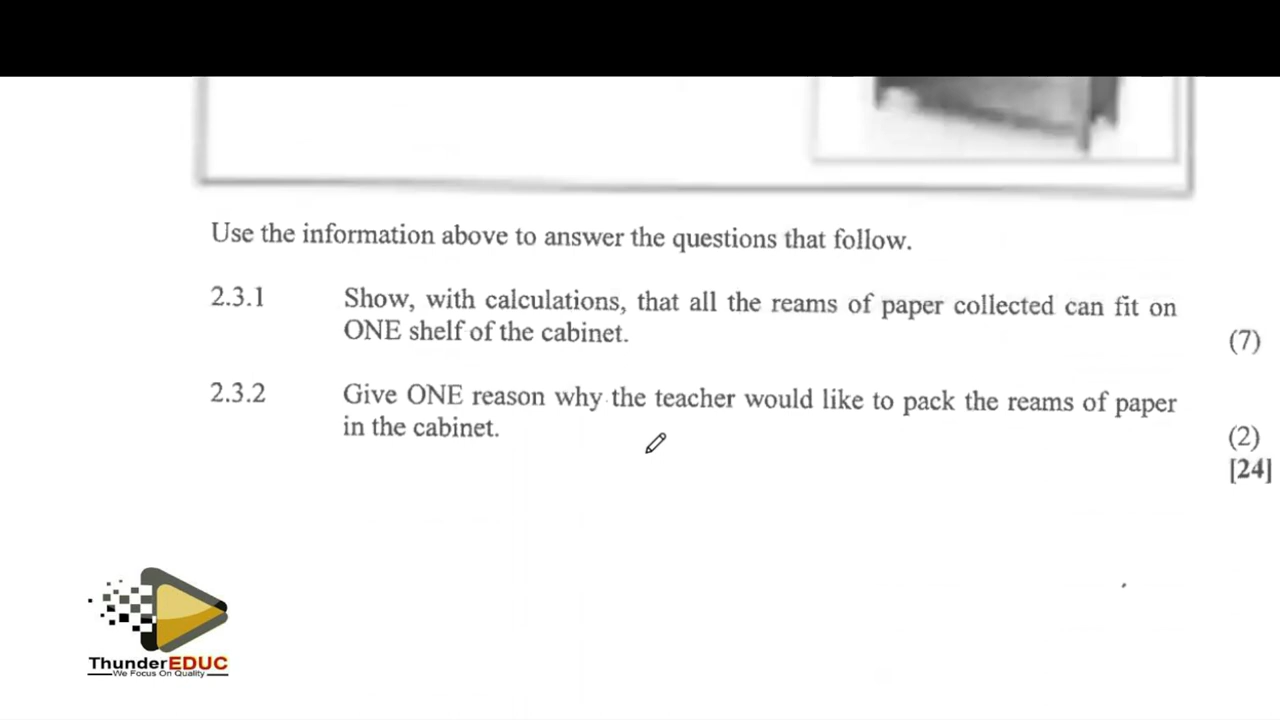 Use the information above to answer the questions that follow.
2.3.1 Show, with calculations, that all the reams of paper collected can fit on
ONE shelf of the cabinet.
(7)
2.3.2 Give ONE reason why the teacher would like to pack the reams of paper
in the cabinet.
(2)
[24]
ThunderEDUC
We Focus On Quality